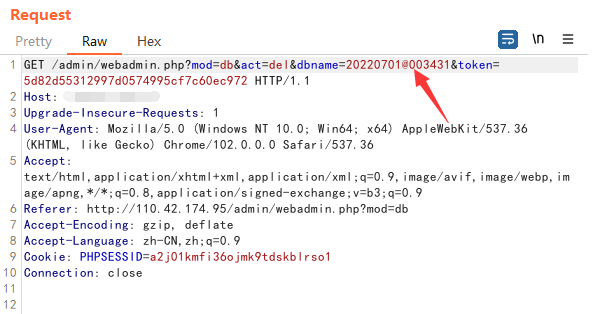 Request
Pretty Raw Hex \n
1 GET /admin/webadmin.php?mod=db&act=del&dbname=20220701@003431&token=
5d82d55312997d0574995cf7c60ec972 HTTP/1.1
2 Host:
3 Upgrade-Insecure-Requests: 1
4 User-Agent: Mozilla/5.0 (Windows NT 10.0; Win64; x64) AppleWebKit/537.36
(KHTML, like Gecko) Chrome/102.0.0.0 Safari/537.36
5 Accept:
text/html,application/xhtml+xml,application/xml;q=0.9,image/avif,image/webp,im
age/apng,*/*;q=0.8,application/signed-exchange;v=b3;q=0.9
6 Referer: http://110.42.174.95/admin/webadmin.php?mod=db
7 Accept-Encoding: gzip, deflate
8 Accept-Language: zh-CN,zh;q=0.9
9 Cookie: PHPSESSID=a2j01kmfi36ojmk9tdskblrso1
10 Connection: close
11
12